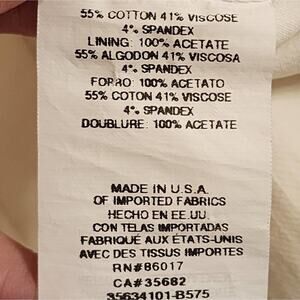 55% COTTON 41% VISCOSE
4% SPANDEX
LINING: 100% ACETATE
55% ALGODON 41% VISCOSA
4% SPANDEX
FORRO: 100% ACETATO
55% COTON 41% VISCOSE
4% SPANDEX
DOUBLURE: 100% ACETATE
MADE IN U.S.A.
OF IMPORTED FABRICS
HECHO EN EE.UU.
CON TELAS IMPORTADAS
FABRIQUÉ AUX ÉTATS-UNIS
AVEC DES TISSUS IMPORTES
RN#86017
CA#35682
35634101-B575